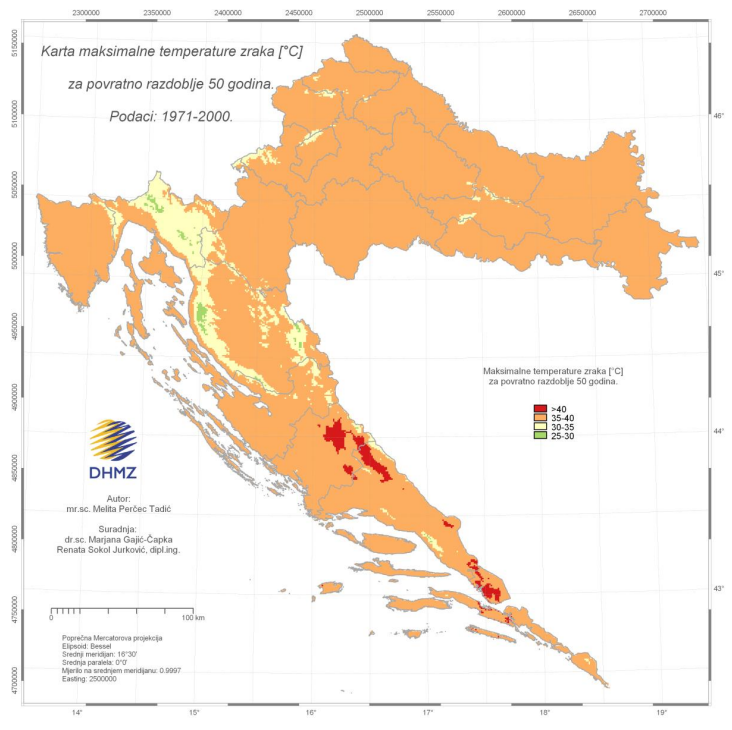 2300000 2350000 2400000 2450000 2500000 2550000 2600000 2650000 2700000
Karta maksimalne temperature zraka [°C]
za povratno razdoblje 50 godina.
Podaci: 1971-2000.
5150000
5100000
5050000
5000000
4950000
4900000
4850000
4800000
4750000
4700000
46°
45°
44°
43°
Maksimalne temperature zraka [°C]
za povratno razdoblje 50 godina.
>40
35-40
30-35
25-30
DHMZ
Autor:
mr.sc. Melita Perčec Tadić
Suradnja:
dr.sc. Marjana Gajić-Čapka
Renata Sokol Jurković, dipl.ing.
0 100 km
Poprečna Mercatorova projekcija
Elipsoid: Bessel
Srednji meridijan: 16°30'
Srednja paralela: 0°0'
Mjerilo na srednjem meridijanu: 0.9997
Easting: 2500000
14° 15° 16° 17° 18° 19°